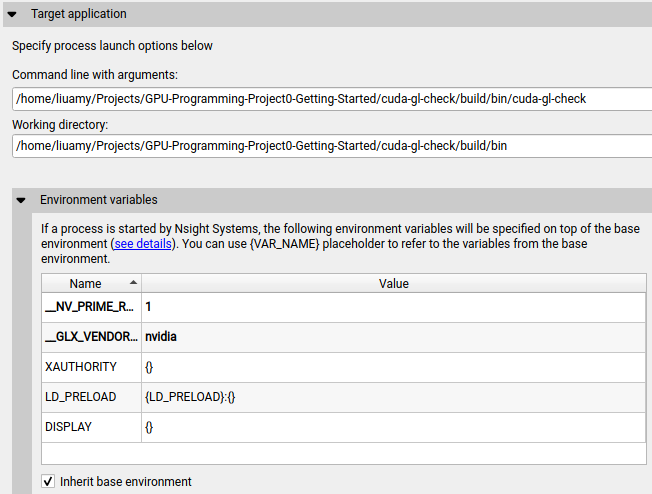 Target application
Specify process launch options below
Command line with arguments:
/home/liuamy/Projects/GPU-Programming-Project0-Getting-Started/cuda-gl-check/build/bin/cuda-gl-check
Working directory:
/home/liuamy/Projects/GPU-Programming-Project0-Getting-Started/cuda-gl-check/build/bin
Environment variables
If a process is started by Nsight Systems, the following environment variables will be specified on top of the base
environment (see details). You can use {VAR_NAME} placeholder to refer to the variables from the base
environment.
Name Value
__NV_PRIME_R... 1
__GLX_VENDOR... nvidia
XAUTHORITY {}
LD_PRELOAD {LD_PRELOAD}:{}
DISPLAY {}
Inherit base environment